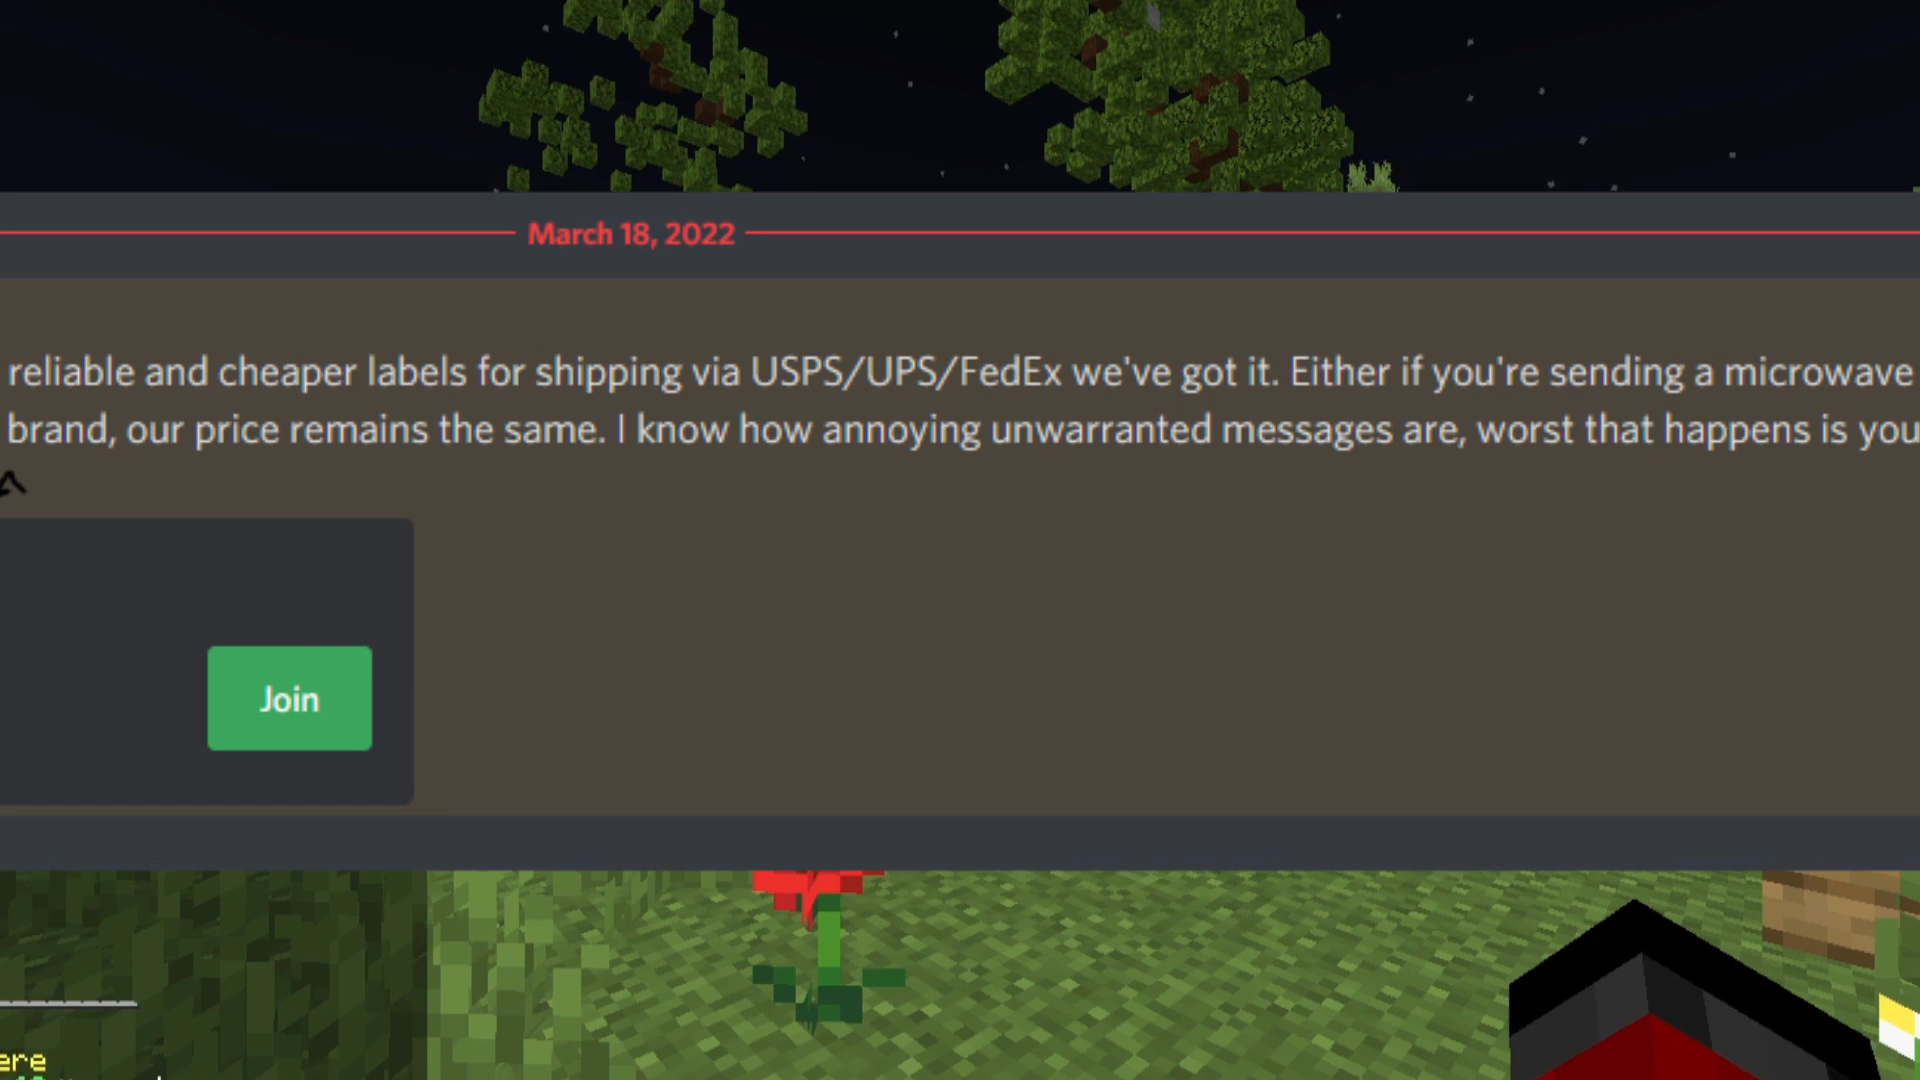 March 18, 2022
reliable and cheaper labels for shipping via USPS/UPS/FedEx we've got it. Either if you're sending a microwave
brand, our price remains the same. I know how annoying unwarranted messages are, worst that happens is you
Join
ere